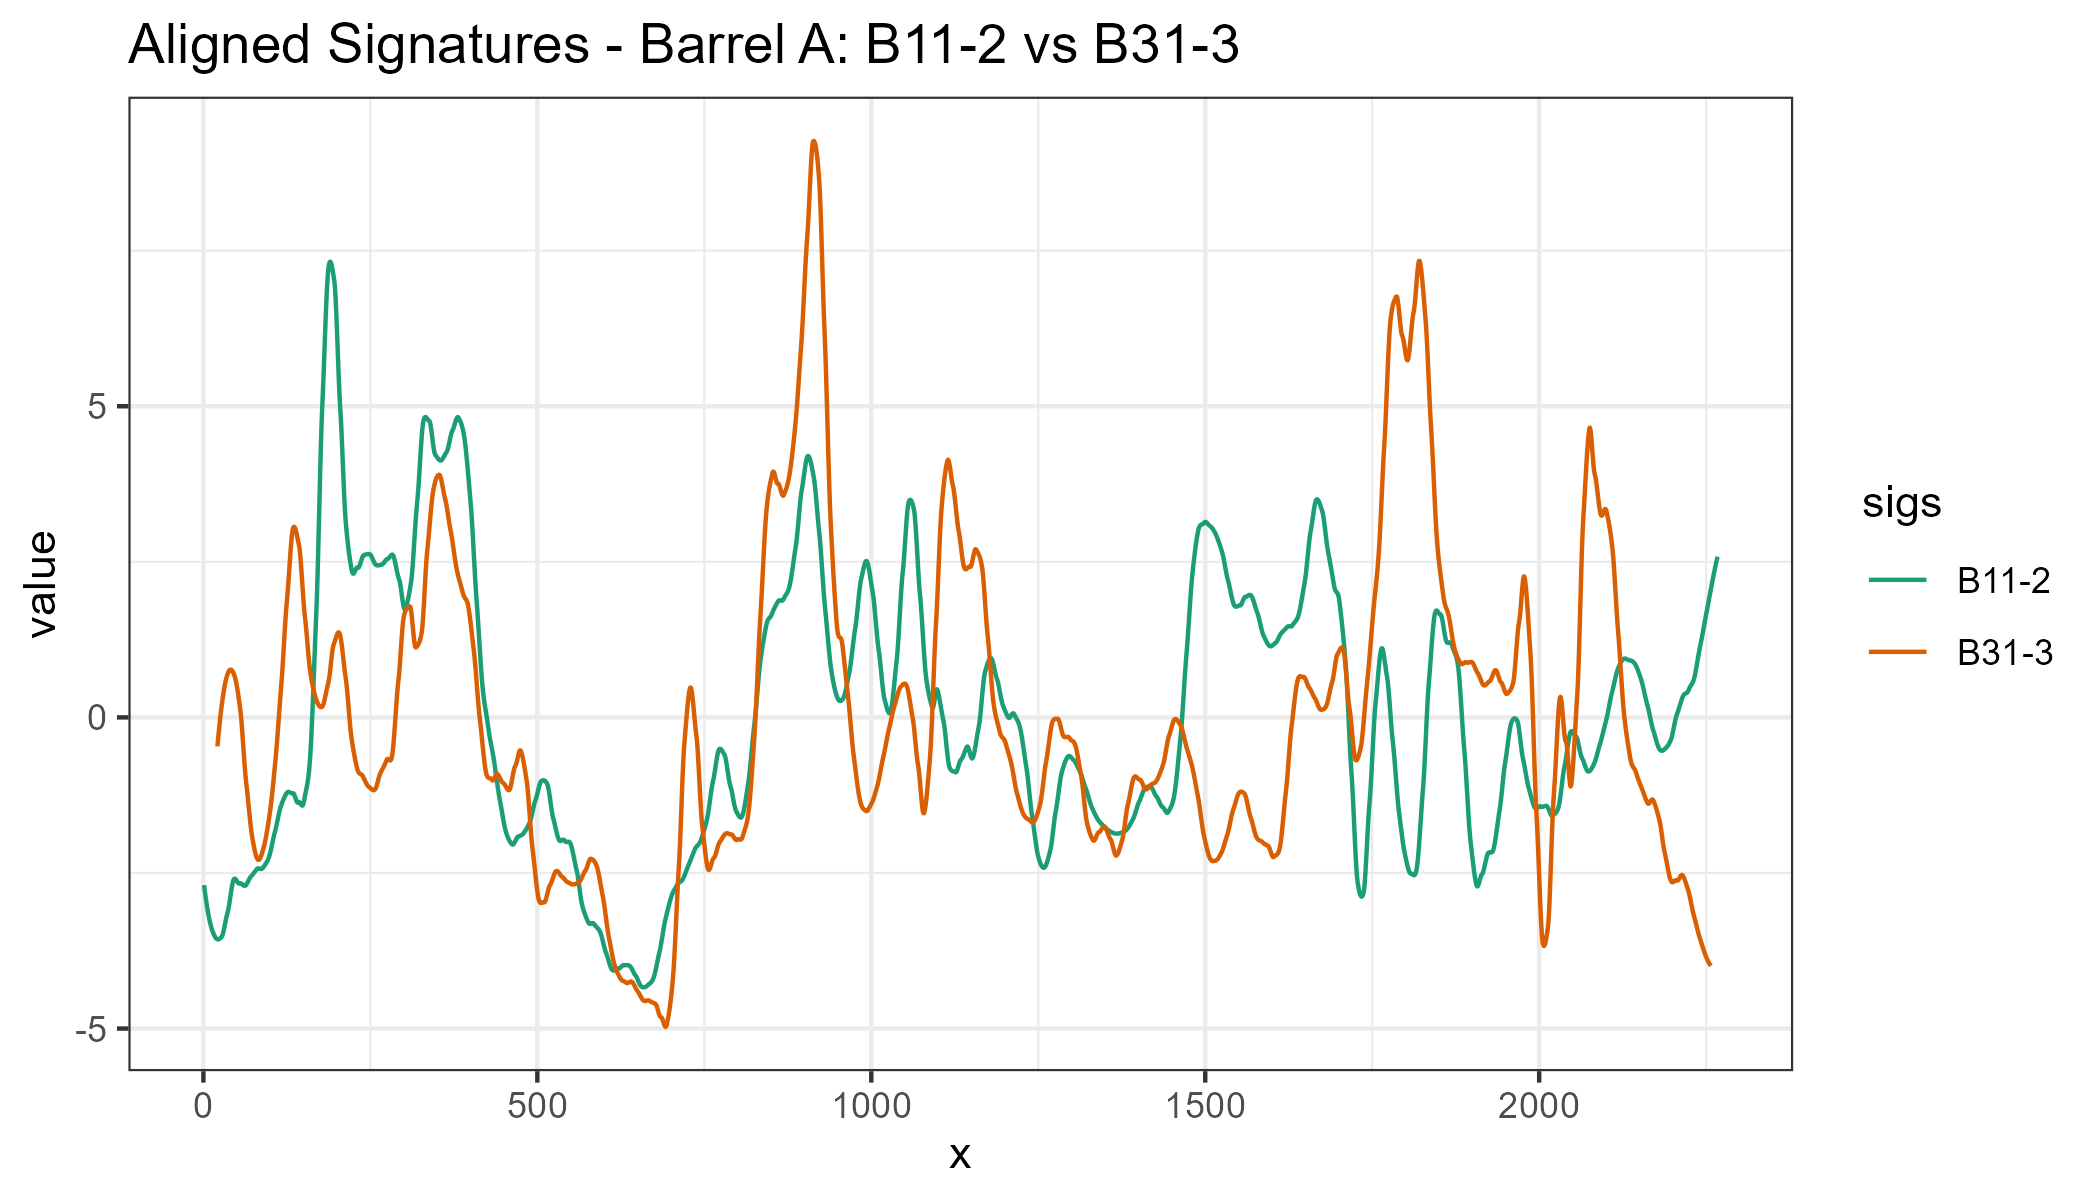 Aligned Signatures - Barrel A: B11-2 vs B31-3
value
5
0
-5
0
500
1000
1500
2000
x
sigs
B11-2
B31-3